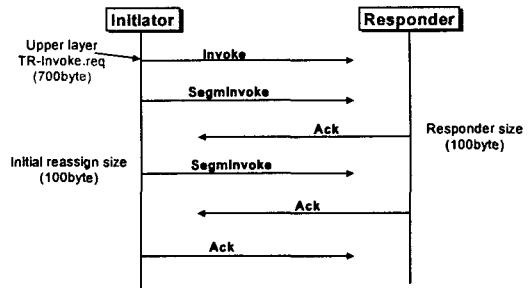 Initiator
Responder
Upper layer
TR-Invoke.req
(700byte)
Invoke
SegmInvoke
Ack
Responder size
(100byte)
Initial reassign size
(100byte)
SegmInvoke
Ack
Ack